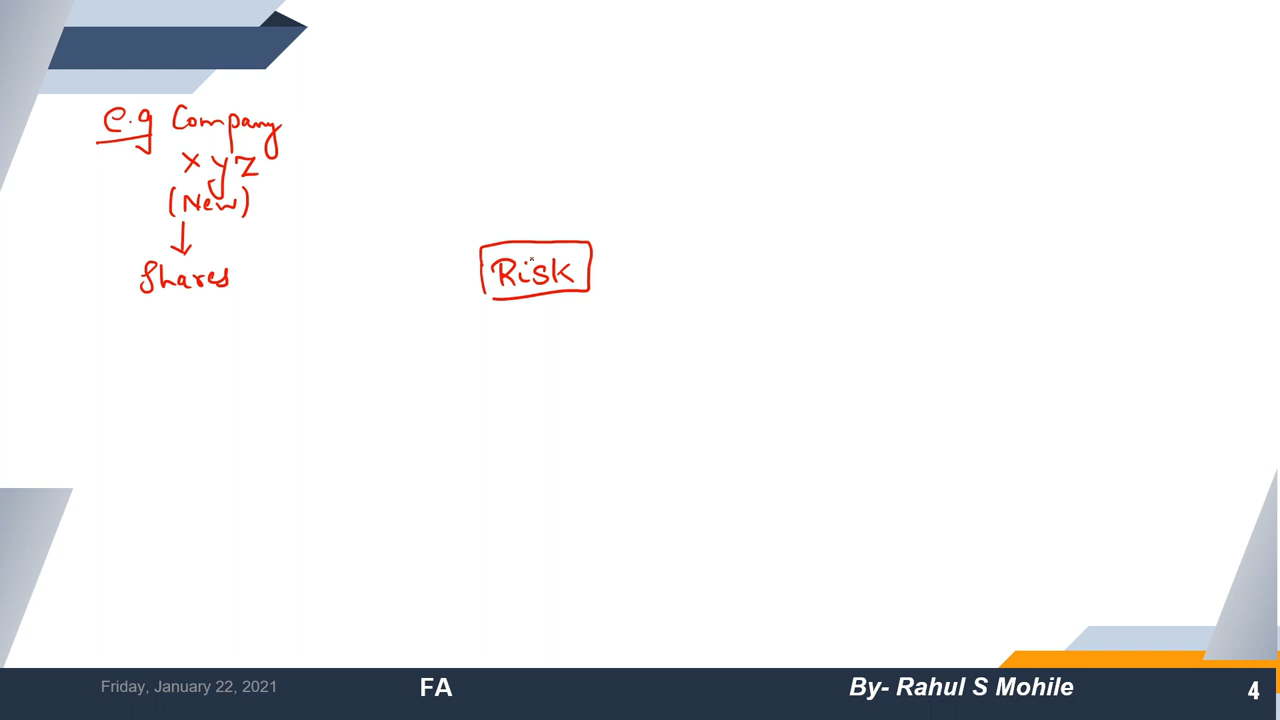 e.g Company
xyz
(New)
↓
Shares
Risk
Friday, January 22, 2021
FA
By- Rahul S Mohile
4